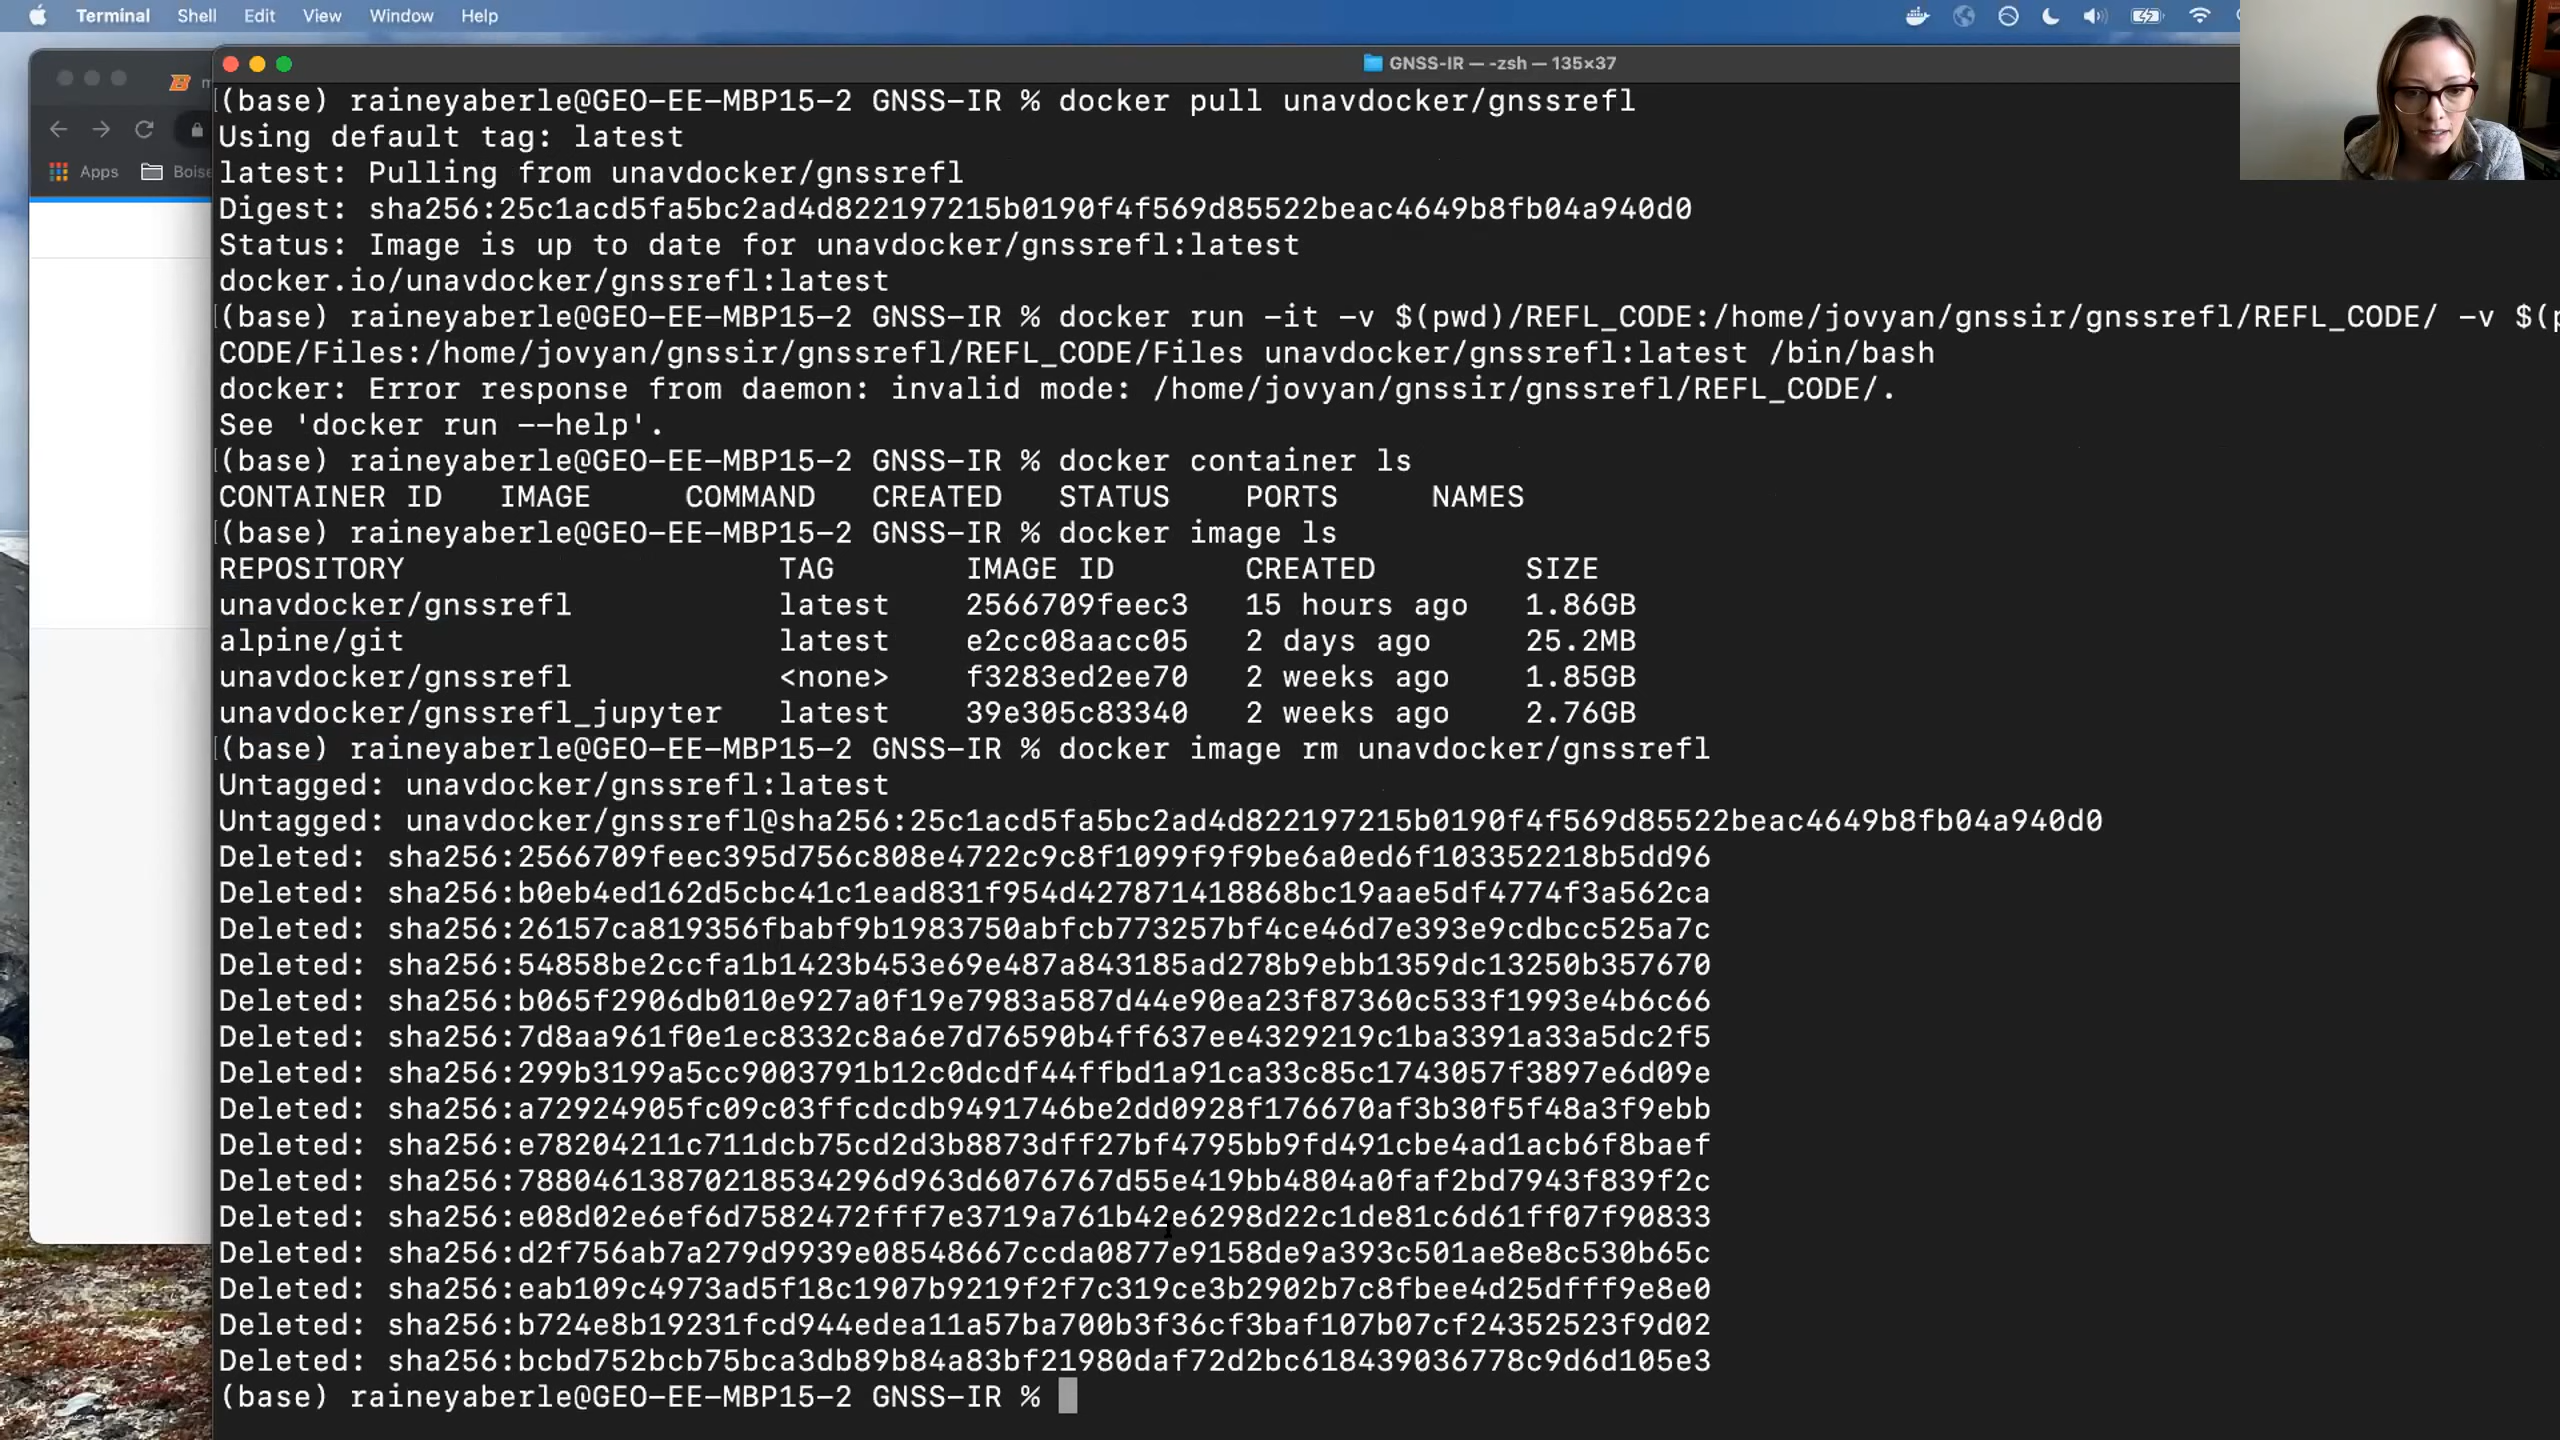 Terminal Shell Edit View Window Help
GNSS-IR — -zsh — 135×37
Apps Boise
(base) raineyaberle@GEO-EE-MBP15-2 GNSS-IR % docker pull unavdocker/gnssrefl
Using default tag: latest
latest: Pulling from unavdocker/gnssrefl
Digest: sha256:25c1acd5fa5bc2ad4d822197215b0190f4f569d85522beac4649b8fb04a940d0
Status: Image is up to date for unavdocker/gnssrefl:latest
docker.io/unavdocker/gnssrefl:latest
(base) raineyaberle@GEO-EE-MBP15-2 GNSS-IR % docker run -it -v $(pwd)/REFL_CODE:/home/jovyan/gnssir/gnssrefl/REFL_CODE/ -v $(p
CODE/Files:/home/jovyan/gnssir/gnssrefl/REFL_CODE/Files unavdocker/gnssrefl:latest /bin/bash
docker: Error response from daemon: invalid mode: /home/jovyan/gnssir/gnssrefl/REFL_CODE/.
See 'docker run --help'.
(base) raineyaberle@GEO-EE-MBP15-2 GNSS-IR % docker container ls
CONTAINER ID IMAGE COMMAND CREATED STATUS PORTS NAMES
(base) raineyaberle@GEO-EE-MBP15-2 GNSS-IR % docker image ls
REPOSITORY TAG IMAGE ID CREATED SIZE
unavdocker/gnssrefl latest 2566709feec3 15 hours ago 1.86GB
alpine/git latest e2cc08aacc05 2 days ago 25.2MB
unavdocker/gnssrefl <none> f3283ed2ee70 2 weeks ago 1.85GB
unavdocker/gnssrefl_jupyter latest 39e305c83340 2 weeks ago 2.76GB
(base) raineyaberle@GEO-EE-MBP15-2 GNSS-IR % docker image rm unavdocker/gnssrefl
Untagged: unavdocker/gnssrefl:latest
Untagged: unavdocker/gnssrefl@sha256:25c1acd5fa5bc2ad4d822197215b0190f4f569d85522beac4649b8fb04a940d0
Deleted: sha256:2566709feec395d756c808e4722c9c8f1099f9f9be6a0ed6f103352218b5dd96
Deleted: sha256:b0eb4ed162d5cbc41c1ead831f954d427871418868bc19aae5df4774f3a562ca
Deleted: sha256:26157ca819356fbabf9b1983750abfcb773257bf4ce46d7e393e9cdbcc525a7c
Deleted: sha256:54858be2ccfa1b1423b453e69e487a843185ad278b9ebb1359dc13250b357670
Deleted: sha256:b065f2906db010e927a0f19e7983a587d44e90ea23f87360c533f1993e4b6c66
Deleted: sha256:7d8aa961f0e1ec8332c8a6e7d76590b4ff637ee4329219c1ba3391a33a5dc2f5
Deleted: sha256:299b3199a5cc9003791b12c0dcdf44ffbd1a91ca33c85c1743057f3897e6d09e
Deleted: sha256:a72924905fc09c03ffcdcdb9491746be2dd0928f176670af3b30f5f48a3f9ebb
Deleted: sha256:e78204211c711dcb75cd2d3b8873dff27bf4795bb9fd491cbe4ad1acb6f8baef
Deleted: sha256:78804613870218534296d963d6076767d55e419bb4804a0faf2bd7943f839f2c
Deleted: sha256:e08d02e6ef6d7582472fff7e3719a761b42e6298d22c1de81c6d61ff07f90833
Deleted: sha256:d2f756ab7a279d9939e08548667ccda0877e9158de9a393c501ae8e8c530b65c
Deleted: sha256:eab109c4973ad5f18c1907b9219f2f7c319ce3b2902b7c8fbee4d25dfff9e8e0
Deleted: sha256:b724e8b19231fcd944edea11a57ba700b3f36cf3baf107b07cf24352523f9d02
Deleted: sha256:bcbd752bcb75bca3db89b84a83bf21980daf72d2bc618439036778c9d6d105e3
(base) raineyaberle@GEO-EE-MBP15-2 GNSS-IR %